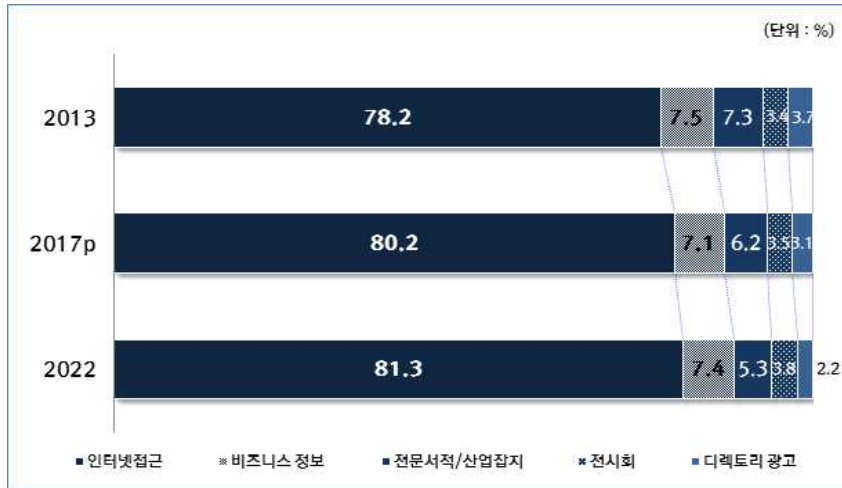 (단위 : %)
2013 78.2 7.5 7.3 3.4 3.7
2017p 80.2 7.1 6.2 3.5 3.1
2022 81.3 7.4 5.3 3.8 2.2
■ 인터넷접근 ※ 비즈니스 정보 ■ 전문서적/산업잡지 ※ 전시회 ■ 디렉토리 광고